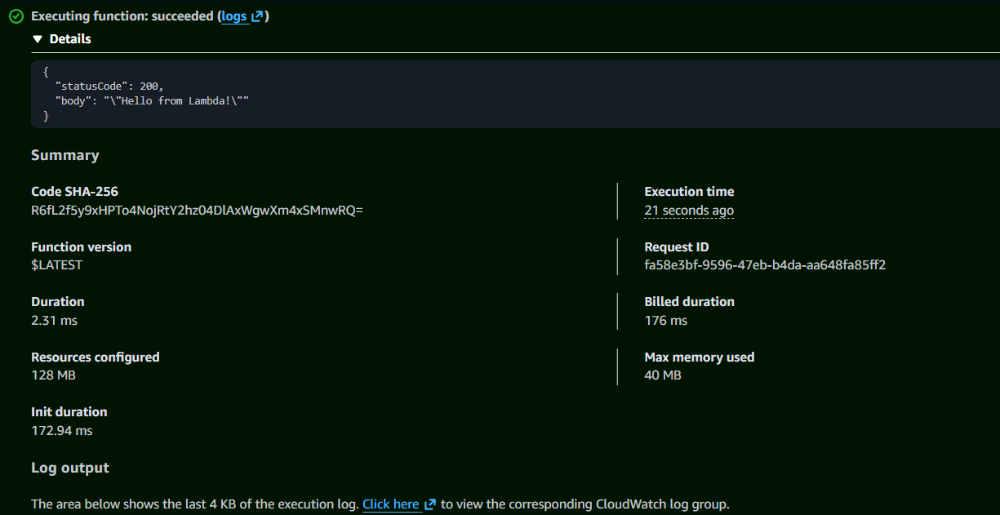 Executing function: succeeded (logs)
Details
{
"statusCode": 200,
"body": "\"Hello from Lambda!\""
}
Summary
Code SHA-256
R6fL2f5y9xHPTo4NojRtY2hz04DlAxWgwXm4xSMnwRQ=
Execution time
21 seconds ago
Function version
$LATEST
Request ID
fa58e3bf-9596-47eb-b4da-aa648fa85ff2
Duration
2.31 ms
Billed duration
176 ms
Resources configured
128 MB
Max memory used
40 MB
Init duration
172.94 ms
Log output
The area below shows the last 4 KB of the execution log. Click here to view the corresponding CloudWatch log group.